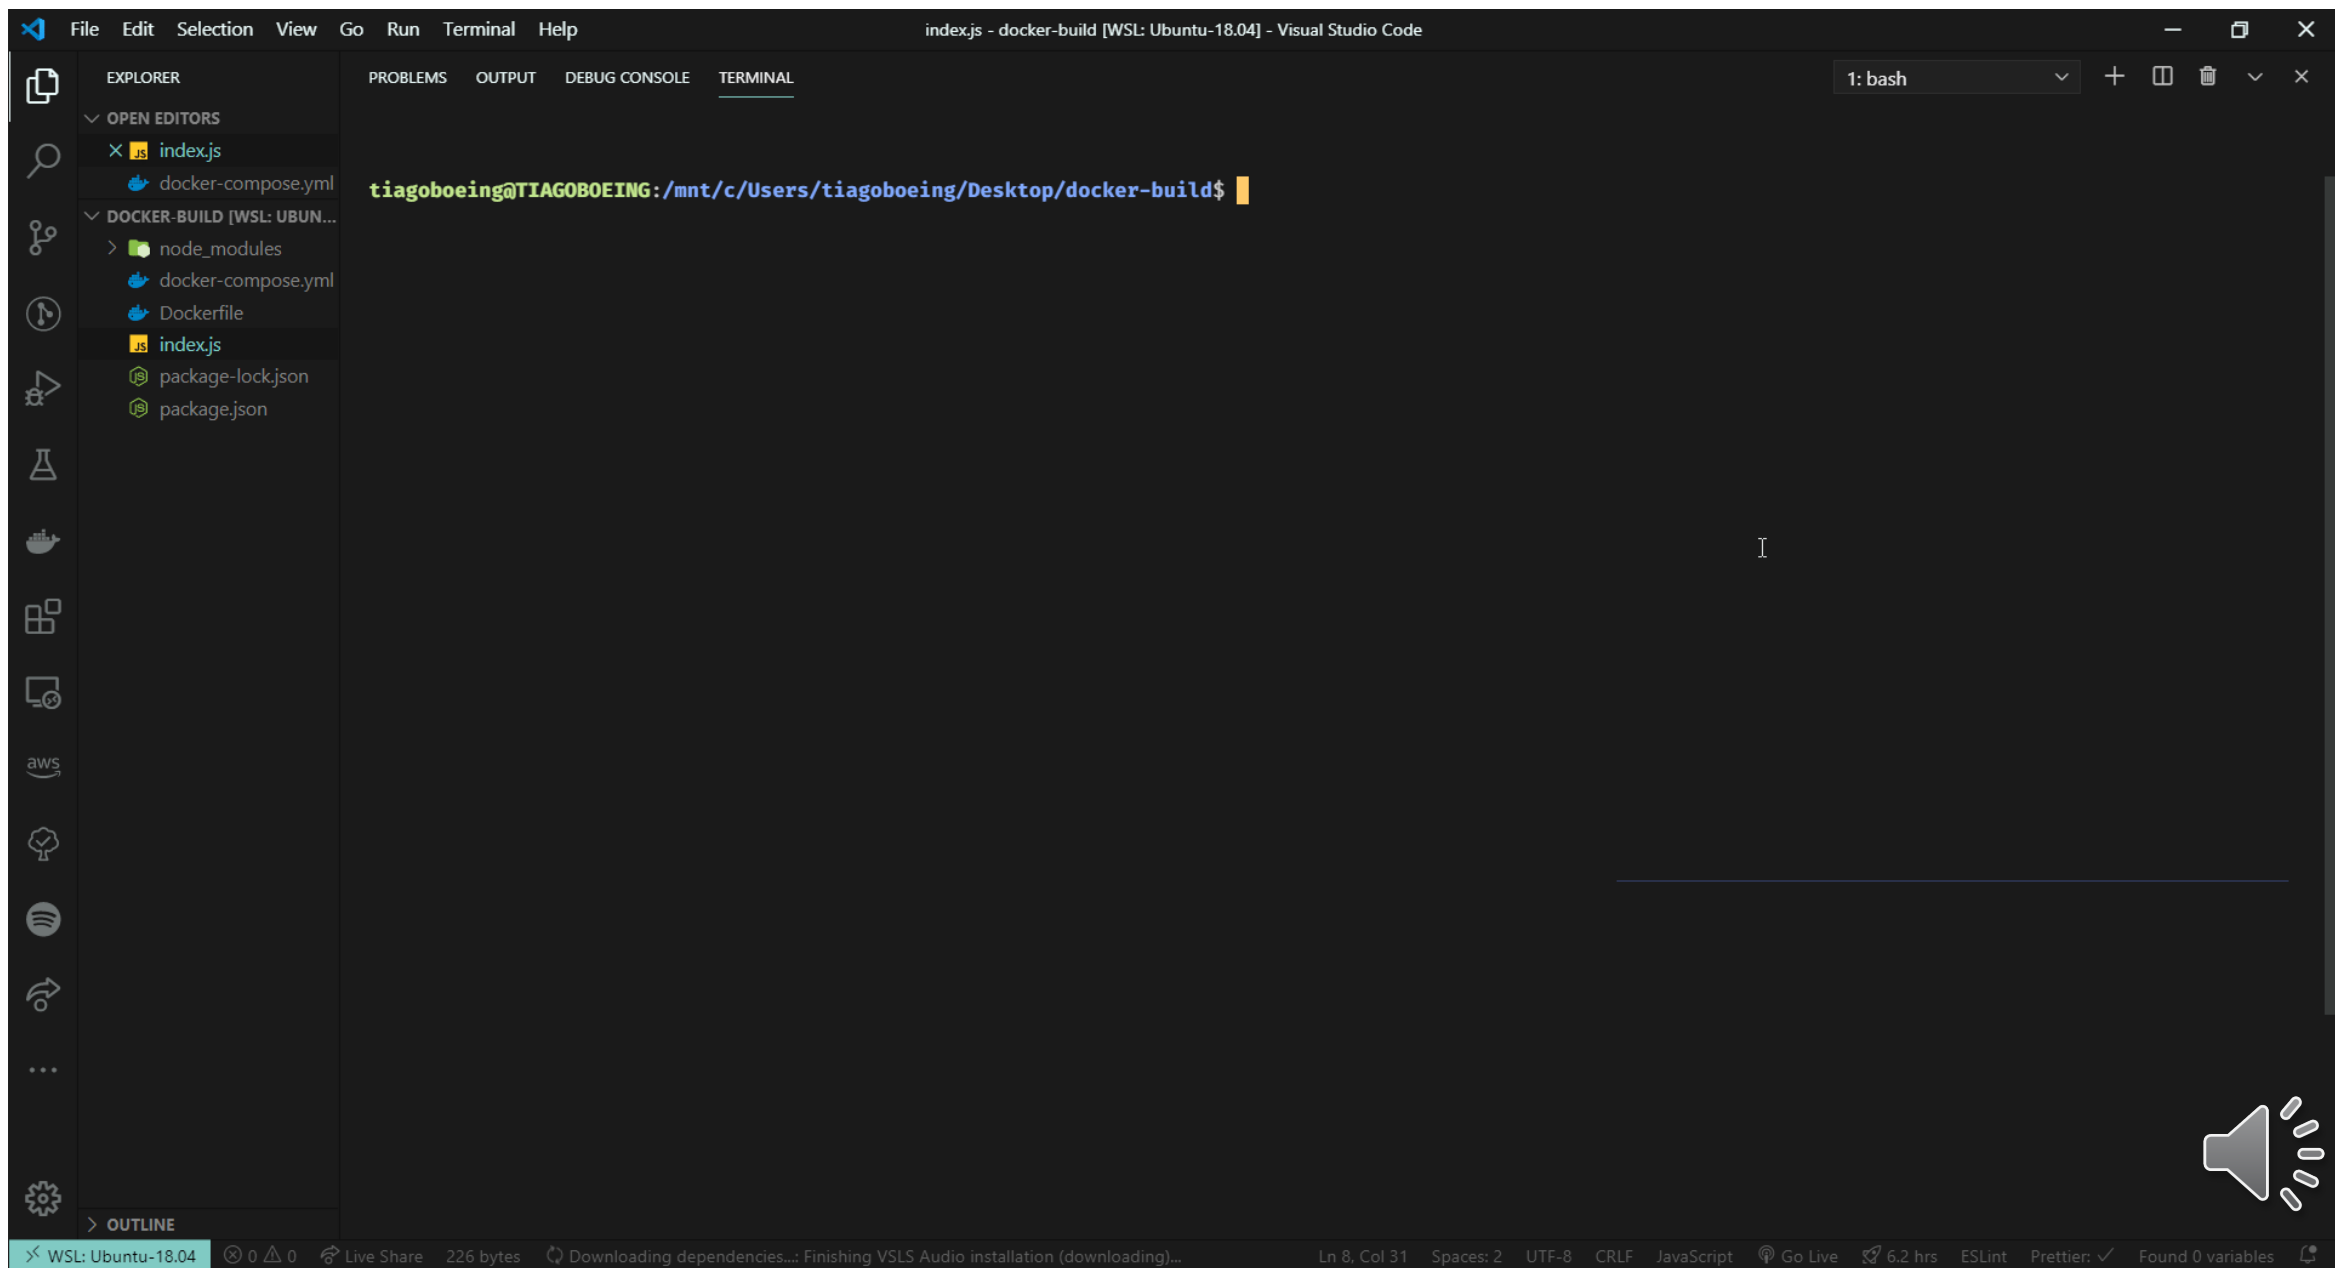 File Edit Selection View Go Run Terminal Help
index.js - docker-build [WSL: Ubuntu-18.04] - Visual Studio Code
EXPLORER
OPEN EDITORS
JS index.js
docker-compose.yml
DOCKER-BUILD [WSL: UBUN...
node_modules
docker-compose.yml
Dockerfile
JS index.js
package-lock.json
package.json
OUTLINE
aws
PROBLEMS OUTPUT DEBUG CONSOLE TERMINAL
1: bash
tiagoboeing@TIAGOBOEING:/mnt/c/Users/tiagoboeing/Desktop/docker-build$
WSL: Ubuntu-18.04 0 0 Live Share 226 bytes Downloading dependencies...: Finishing VSLS Audio installation (downloading)... Ln 8, Col 31 Spaces: 2 UTF-8 CRLF JavaScript Go Live 6.2 hrs ESLint Prettier: ✓ Found 0 variables